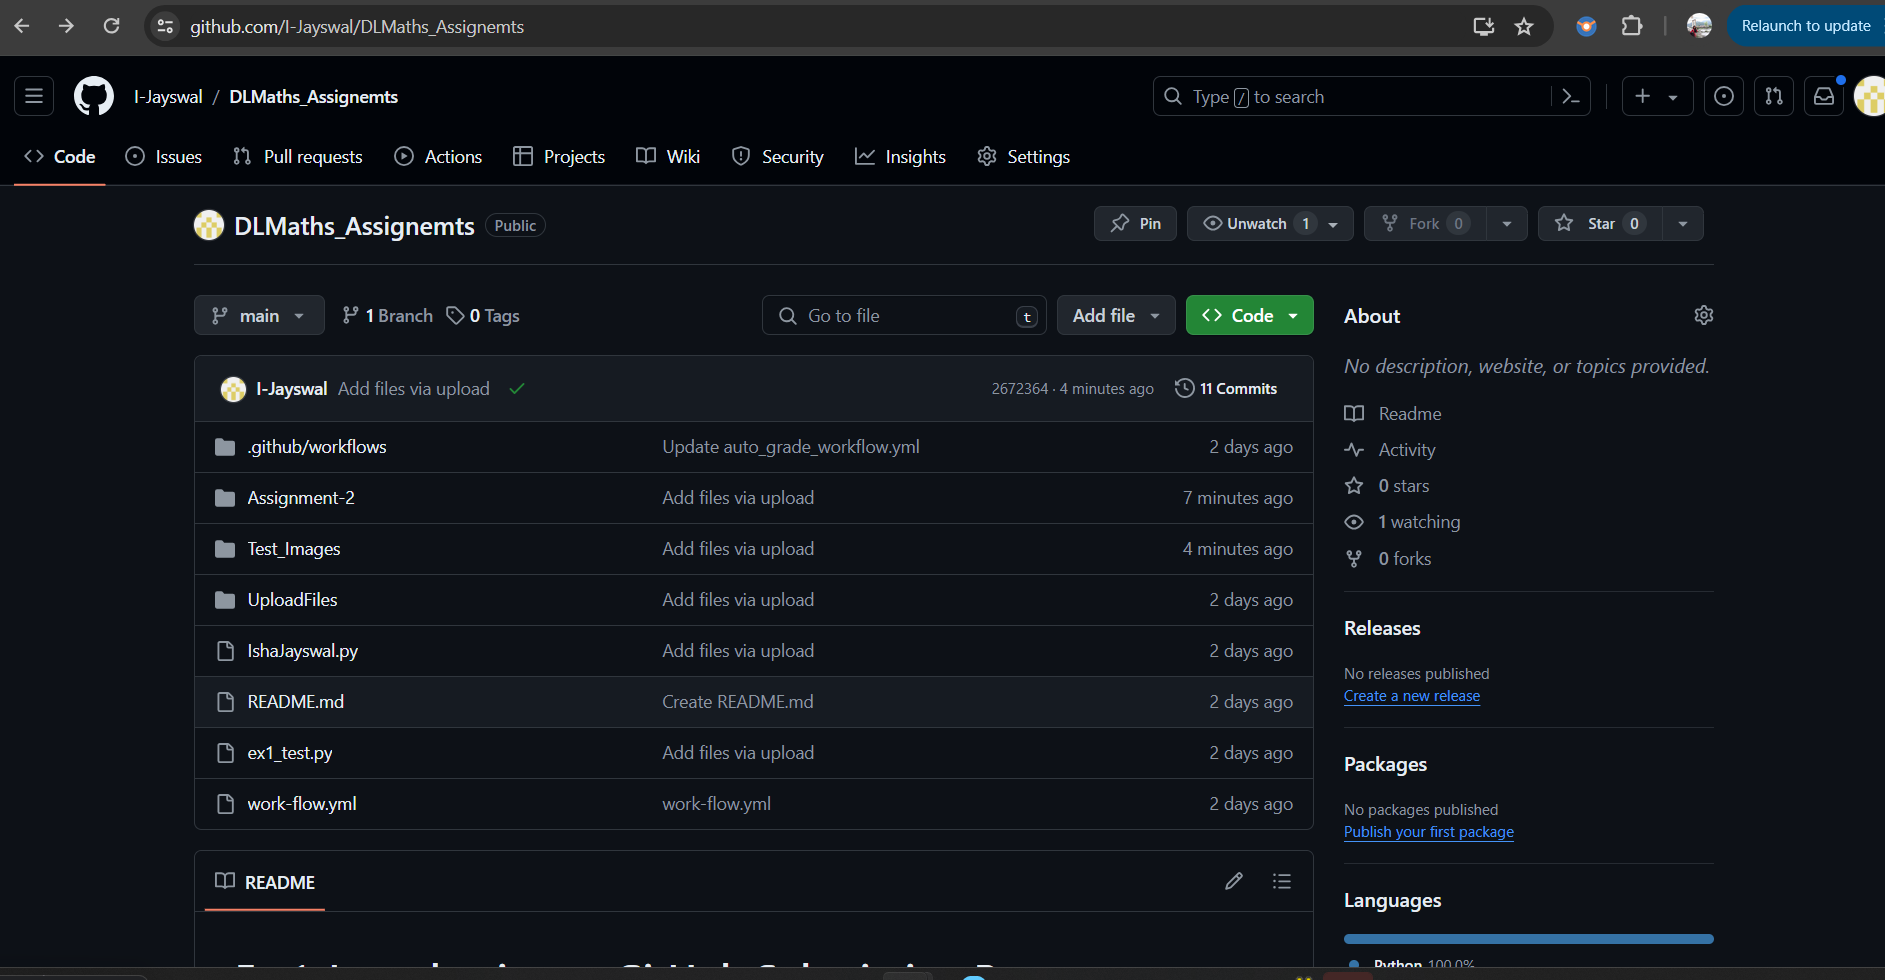 github.com/I-Jayswal/DLMaths_Assignemts
Relaunch to update
I-Jayswal / DLMaths_Assignemts
Type / to search
Code Issues Pull requests Actions Projects Wiki Security Insights Settings
DLMaths_Assignemts Public
Pin Unwatch 1 Fork 0 Star 0
main 1 Branch 0 Tags Go to file t Add file Code
I-Jayswal Add files via upload 2672364 · 4 minutes ago 11 Commits
.github/workflows Update auto_grade_workflow.yml 2 days ago
Assignment-2 Add files via upload 7 minutes ago
Test_Images Add files via upload 4 minutes ago
UploadFiles Add files via upload 2 days ago
IshaJayswal.py Add files via upload 2 days ago
README.md Create README.md 2 days ago
ex1_test.py Add files via upload 2 days ago
work-flow.yml work-flow.yml 2 days ago
README
About
No description, website, or topics provided.
Readme
Activity
0 stars
1 watching
0 forks
Releases
No releases published
Create a new release
Packages
No packages published
Publish your first package
Languages
Python 100.0%